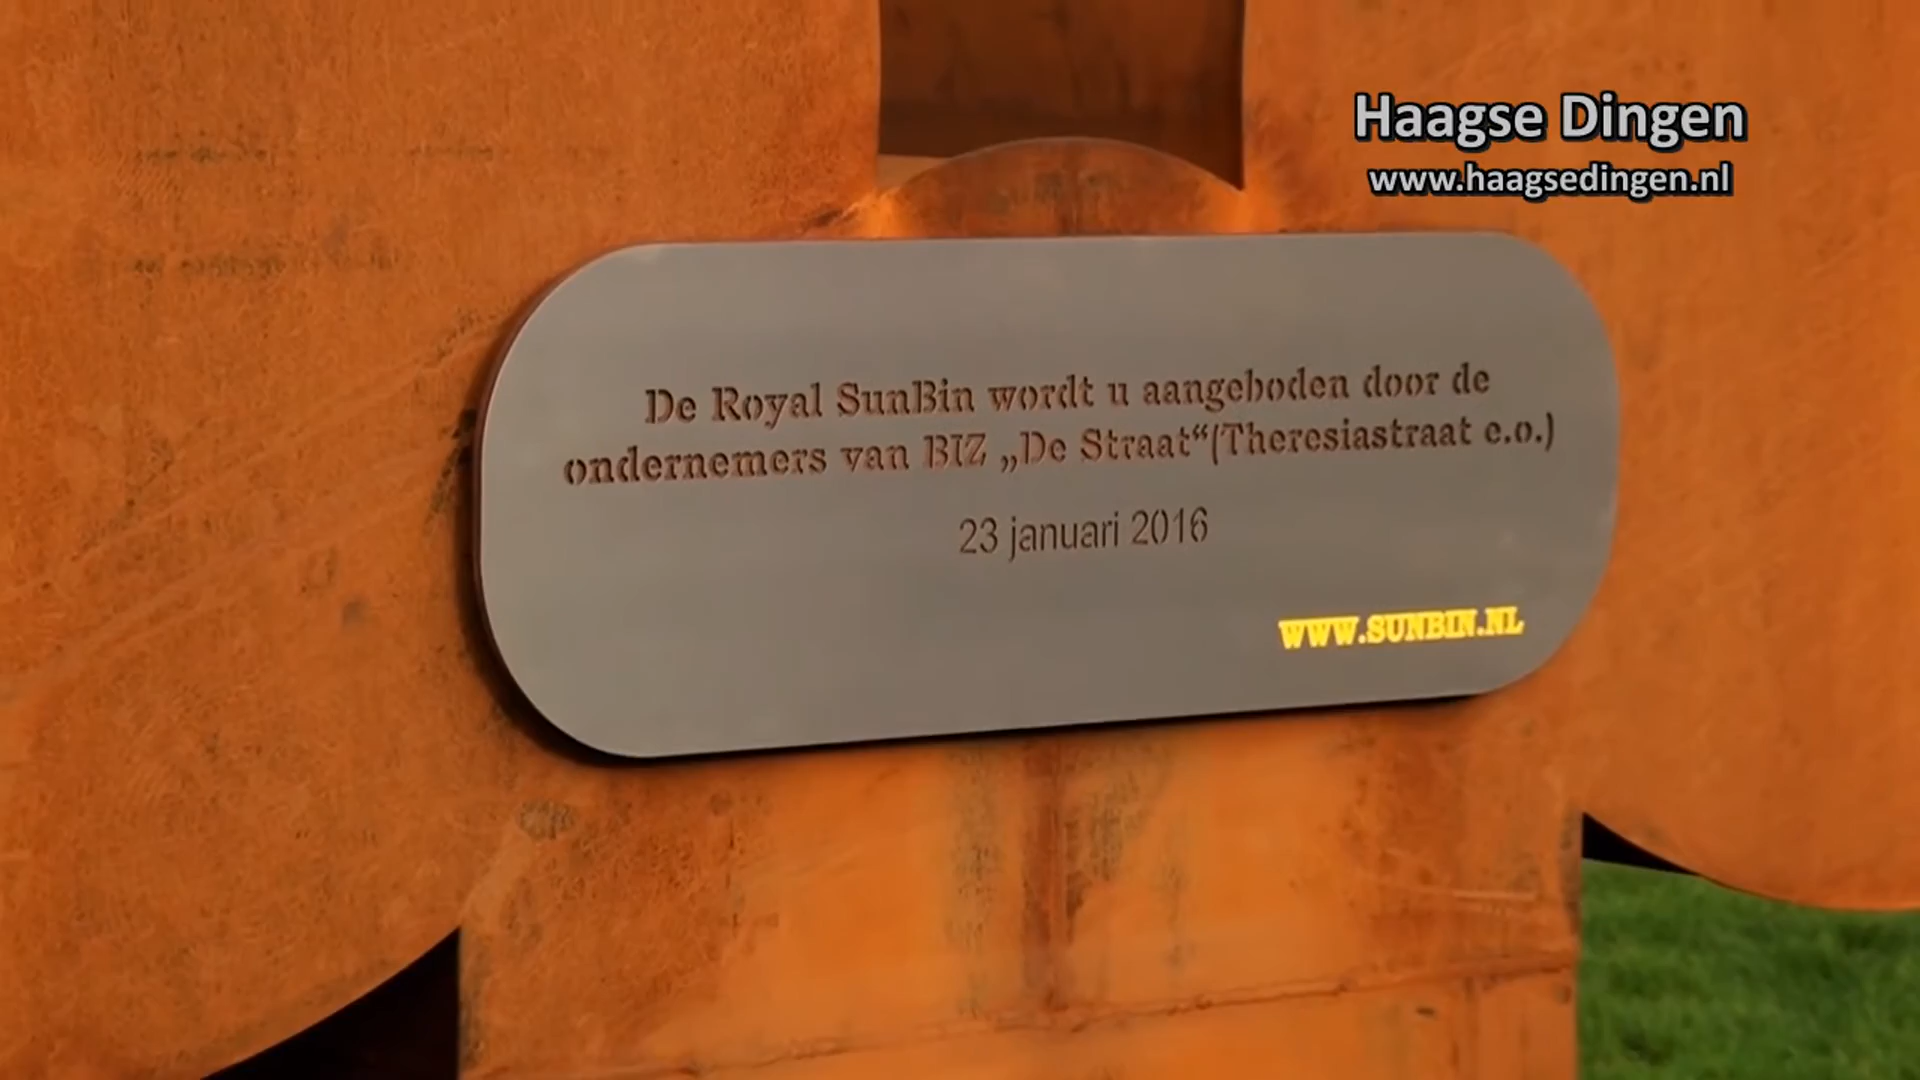 Haagse Dingen
www.haagsedingen.nl
De Royal SunBin wordt u aangeboden door de
ondernemers van BIZ „De Straat“(Theresiastraat e.o.)
23 januari 2016
WWW.SUNBIN.NL